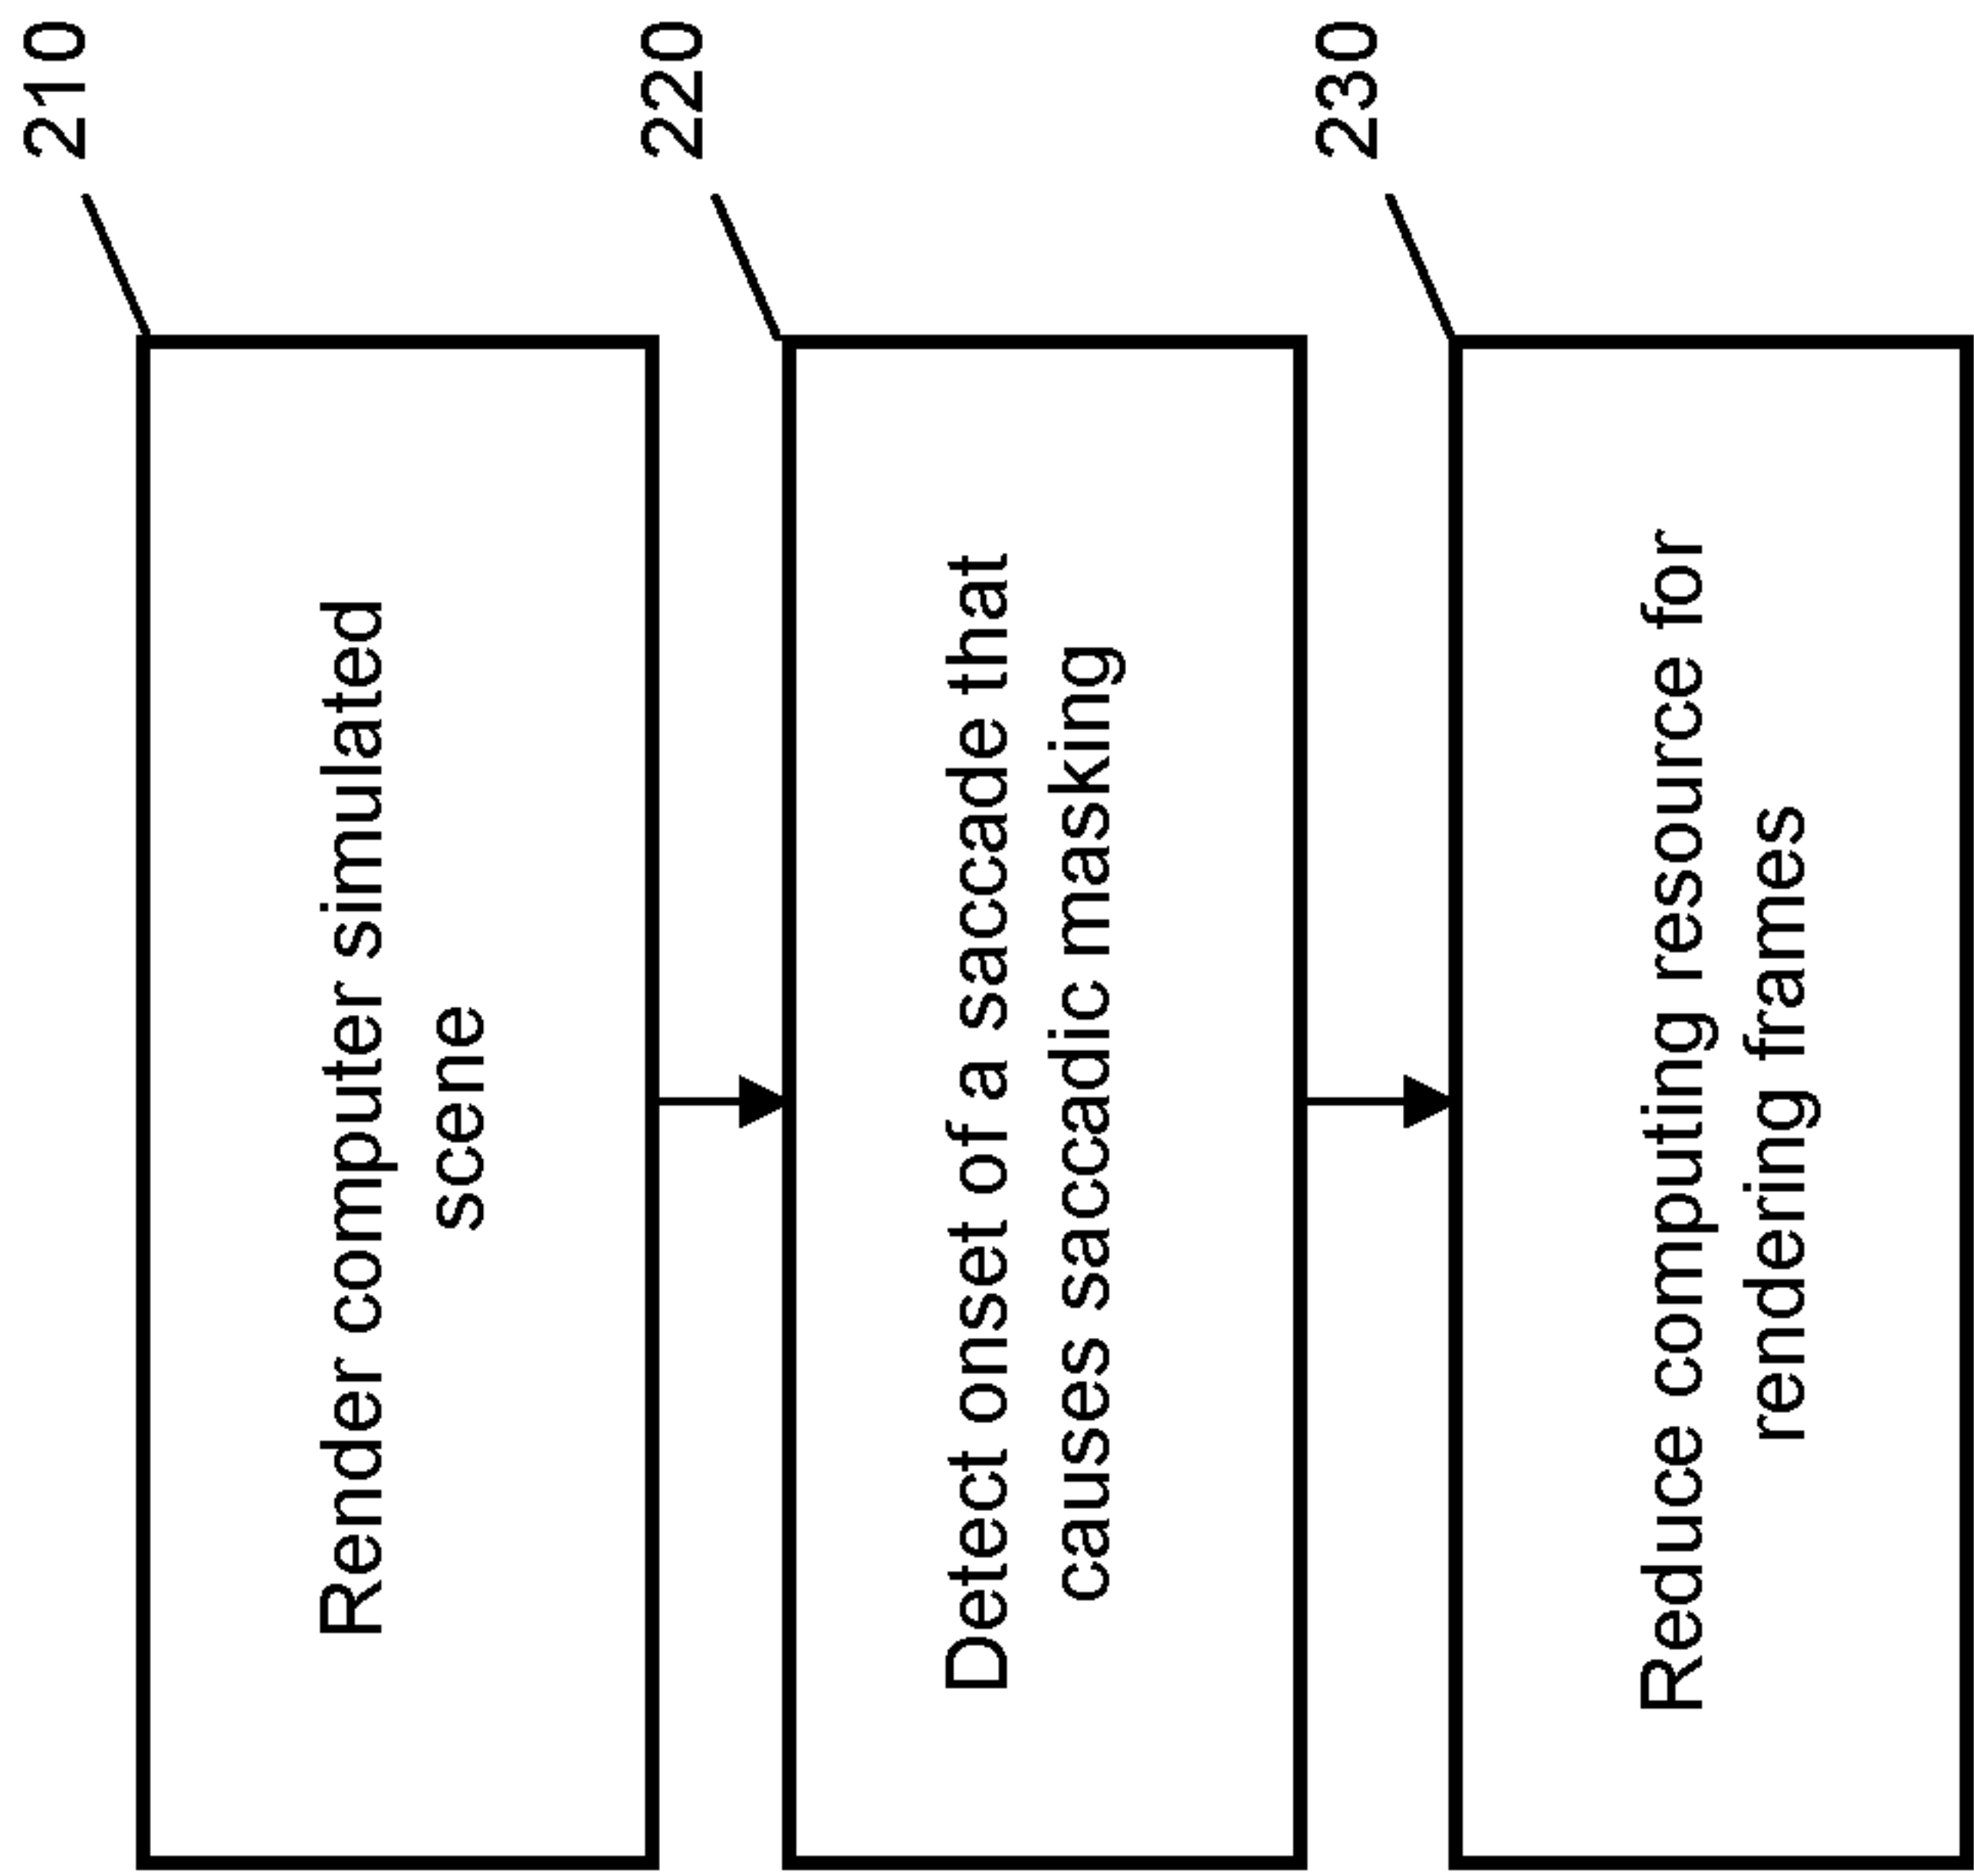 210
Render computer simulated
scene
220
Detect onset of a saccade that
causes saccadic masking
230
Reduce computing resource for
rendering frames